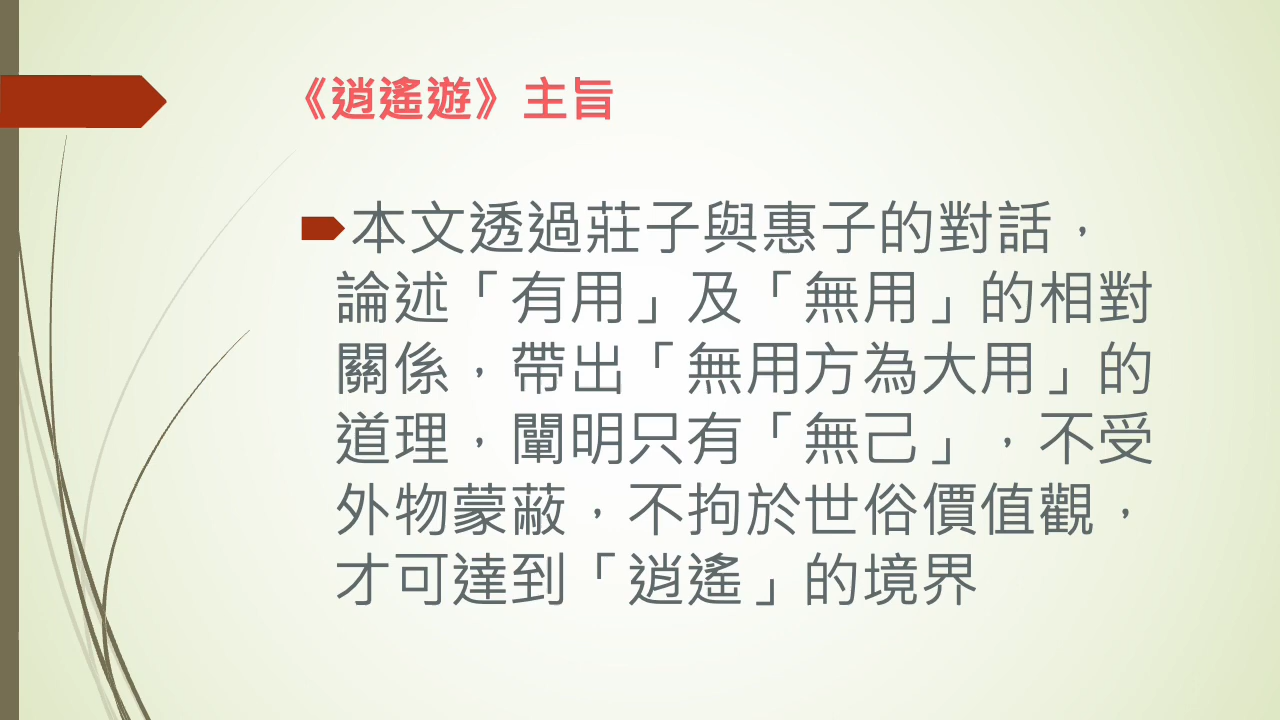 《逍遙遊》主旨
本文透過莊子與惠子的對話，
論述「有用」及「無用」的相對
關係，帶出「無用方為大用」的
道理，闡明只有「無己」，不受
外物蒙蔽，不拘於世俗價值觀，
才可達到「逍遙」的境界